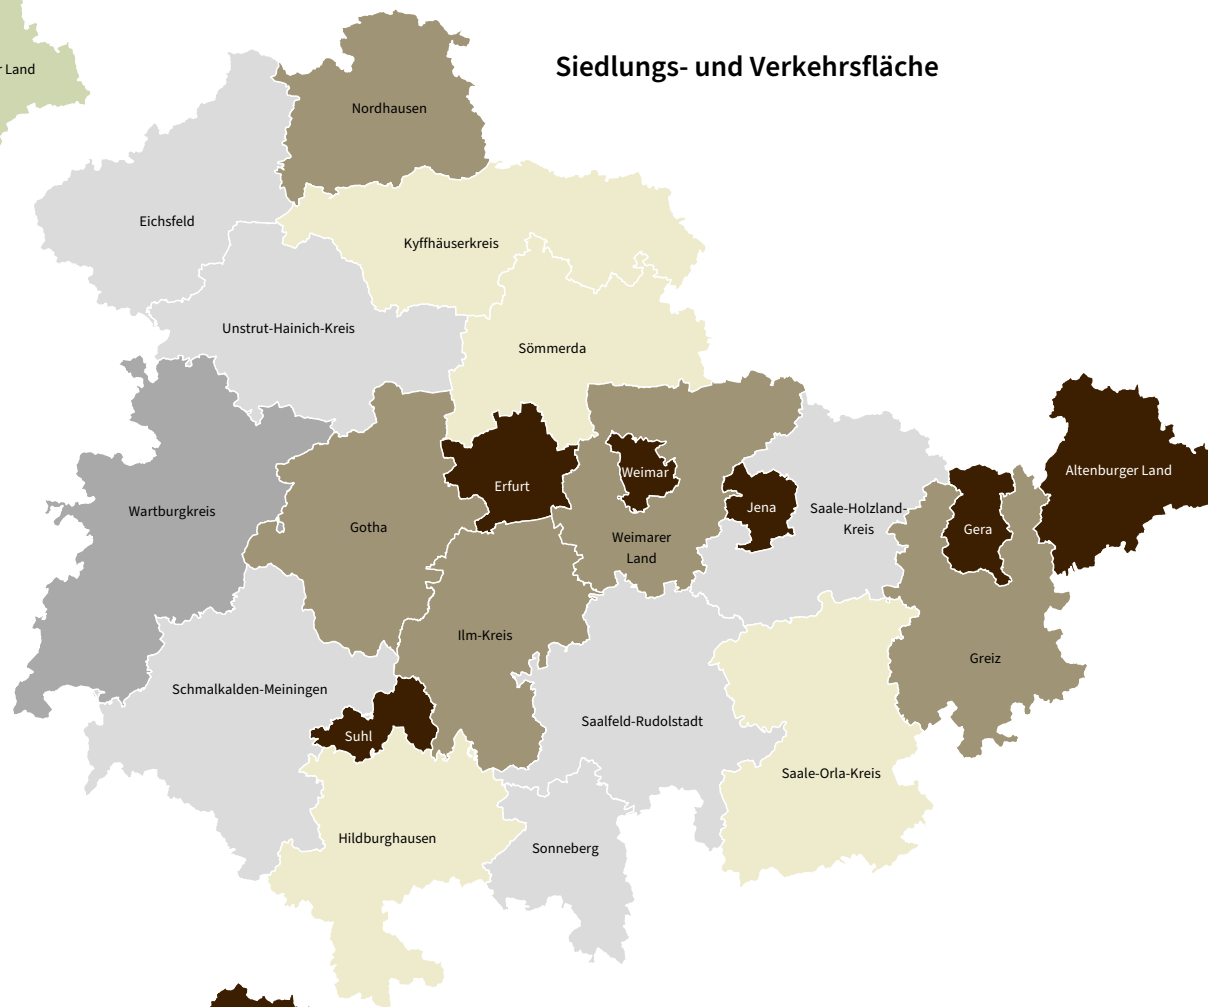 Siedlungs- und Verkehrsfläche
r Land
Nordhausen
Eichsfeld
Kyffhäuserkreis
Unstrut-Hainich-Kreis
Sömmerda
Altenburger Land
Weimar
Erfurt
Jena
Saale-Holzland-
Kreis
Wartburgkreis
Gotha
Gera
Weimarer
Land
Ilm-Kreis
Greiz
Schmalkalden-Meiningen
Saalfeld-Rudolstadt
Suhl
Saale-Orla-Kreis
Hildburghausen
Sonneberg